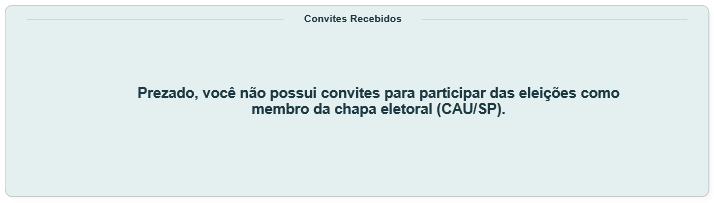 Convites Recebidos
Prezado, você não possui convites para participar das eleições como
membro da chapa eletoral (CAU/SP).